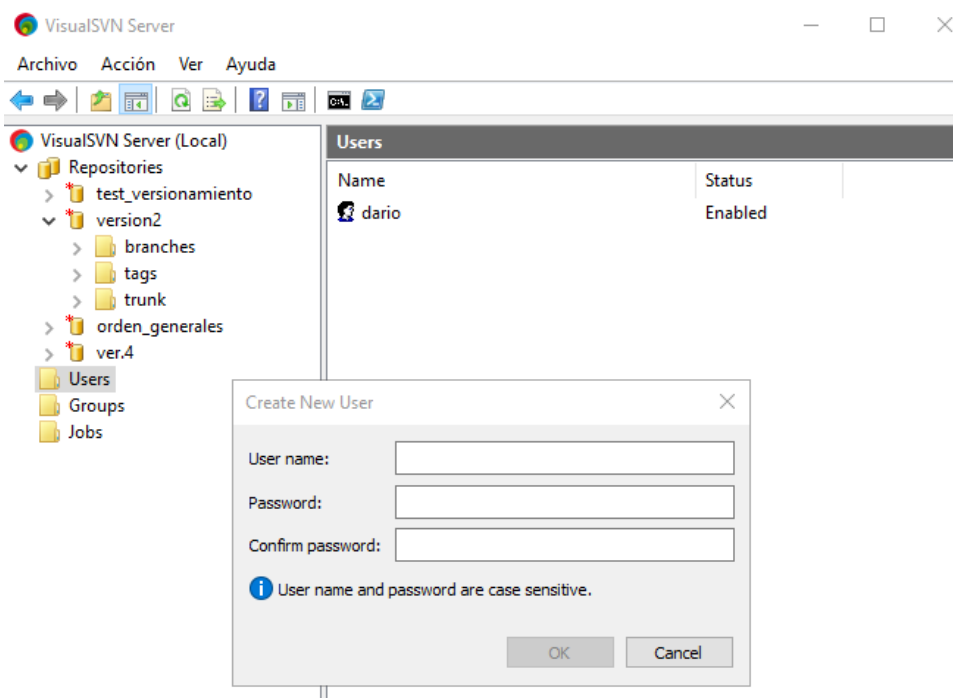 VisualSVN Server
Archivo Acción Ver Ayuda
VisualSVN Server (Local)
Repositories
test_versionamiento
version2
branches
tags
trunk
orden_generales
ver.4
Users
Groups
Jobs
Users
Name Status
dario Enabled
Create New User
User name:
Password:
Confirm password:
User name and password are case sensitive.
OK Cancel